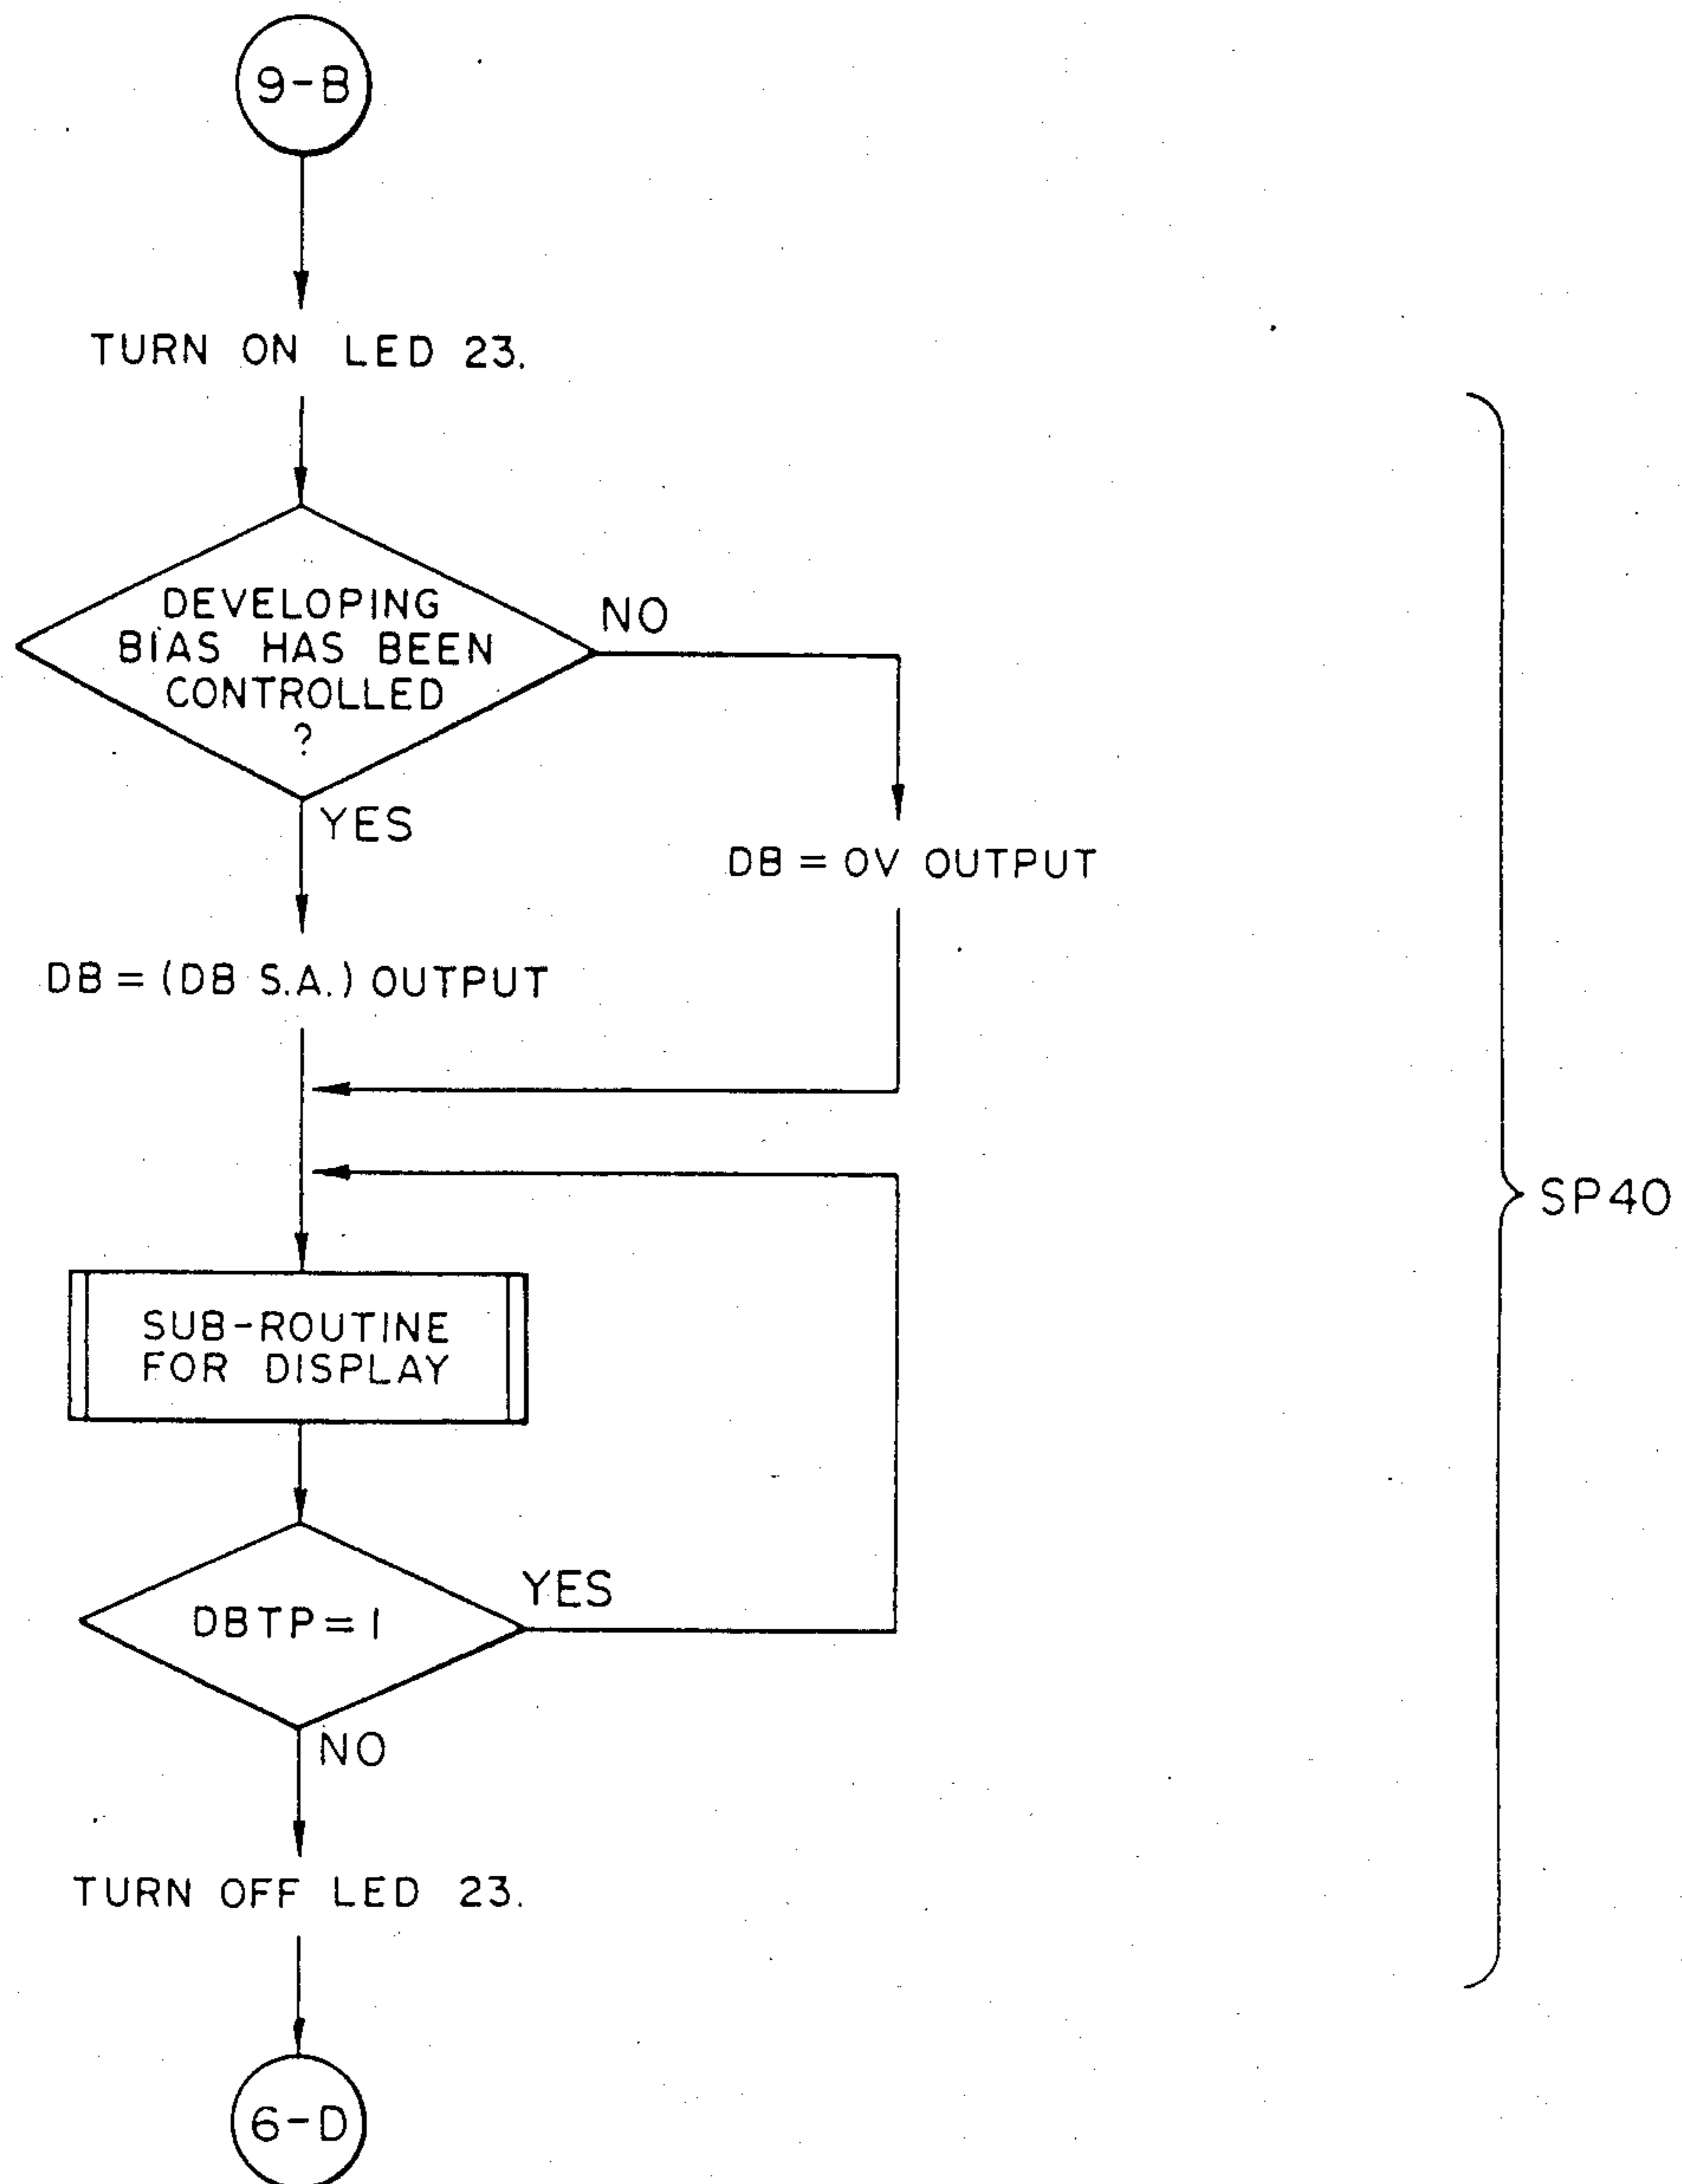 9-B
TURN ON LED 23.
DEVELOPING
BIAS HAS BEEN
CONTROLLED
?
NO
YES
DB = 0V OUTPUT
DB = (DB S.A.) OUTPUT
SP40
SUB-ROUTINE
FOR DISPLAY
YES
DBTP = 1
NO
TURN OFF LED 23.
6-D